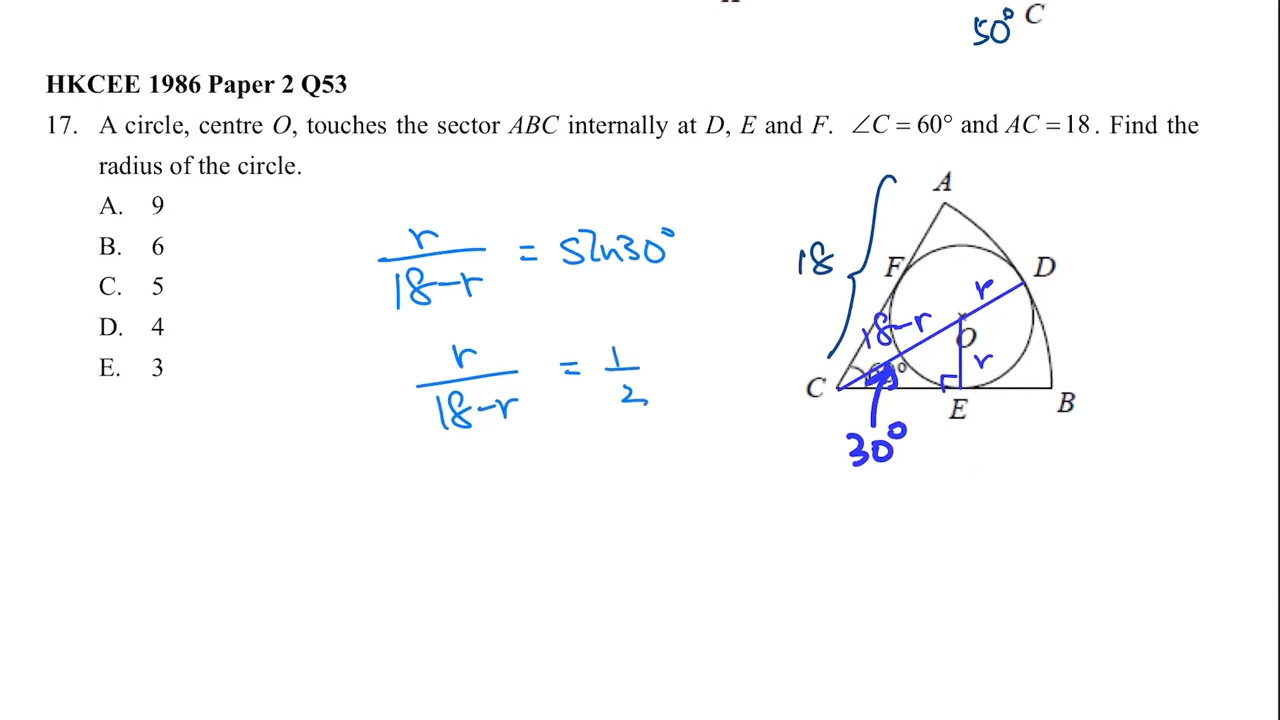 50° C
HKCEE 1986 Paper 2 Q53
17. A circle, centre O, touches the sector ABC internally at D, E and F. ∠C = 60° and AC = 18. Find the
radius of the circle.
A. 9
B. 6
C. 5
D. 4
E. 3
r/(18-r) = sin30°
r/(18-r) = 1/2
A
18
F
D
r
18-r
O
r
C
E
B
30°